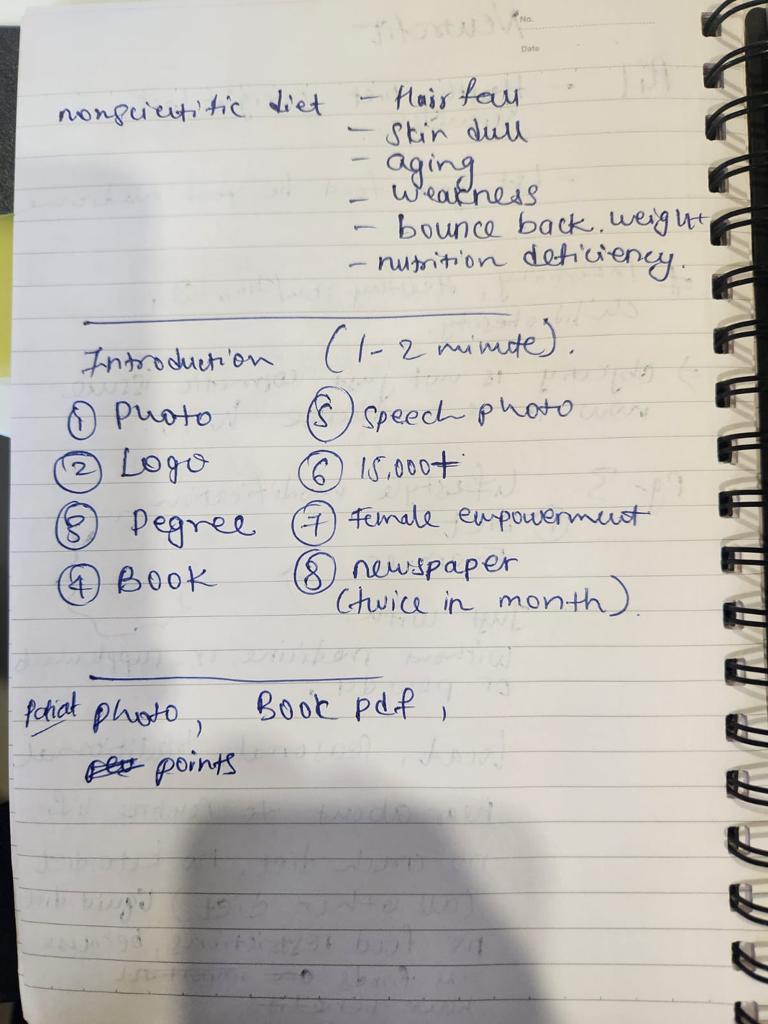 No.
Date
nonscientific diet - Hair fall
- skin dull
- aging
- weakness
- bounce back. weight
- nutrition deficiency.
Introduction (1-2 minute).
① Photo
② Logo
③ Degree
④ BOOK
⑤ speech photo
⑥ 15,000+
⑦ Female empowerment
⑧ newspaper
(twice in month)
photo, Book pdf,
points